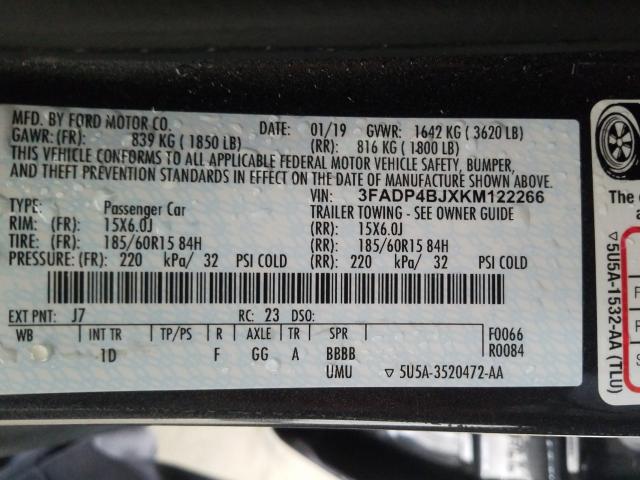 MFD. BY FORD MOTOR CO.
DATE: 01/19 GVWR: 1642 KG ( 3620 LB)
GAWR: (FR): 839 KG ( 1850 LB) (RR): 816 KG ( 1800 LB)
THIS VEHICLE CONFORMS TO ALL APPLICABLE FEDERAL MOTOR VEHICLE SAFETY, BUMPER,
AND THEFT PREVENTION STANDARDS IN EFFECT ON THE DATE OF MANUFACTURE SHOWN ABOVE.
VIN: 3FADP4BJXKM122266
TYPE: Passenger Car TRAILER TOWING - SEE OWNER GUIDE
RIM: (FR): 15X6.0J (RR): 15X6.0J
TIRE: (FR): 185/60R15 84H (RR): 185/60R15 84H
PRESSURE: (FR): 220 kPa/ 32 PSI COLD (RR): 220 kPa/ 32 PSI COLD
EXT PNT: J7 RC: 23 DSO:
WB INT TR TP/PS R AXLE TR SPR F0066
1D F GG A BBBB R0084
UMU ▽ 5U5A-3520472-AA
The
▽ 5U5A-1532-AA (TLU)